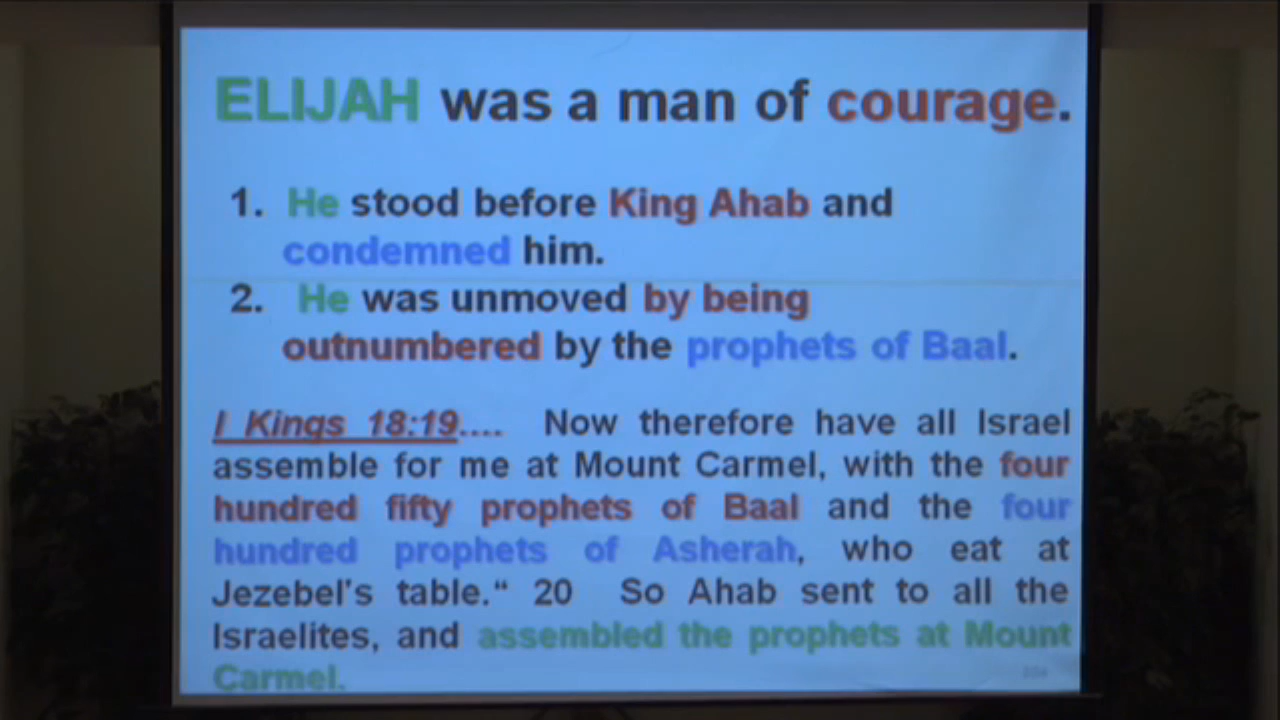 ELIJAH was a man of courage.
1. He stood before King Ahab and
condemned him.
2. He was unmoved by being
outnumbered by the prophets of Baal.
I Kings 18:19.... Now therefore have all Israel
assemble for me at Mount Carmel, with the four
hundred fifty prophets of Baal and the four
hundred prophets of Asherah, who eat at
Jezebel's table.“ 20 So Ahab sent to all the
Israelites, and assembled the prophets at Mount
Carmel.